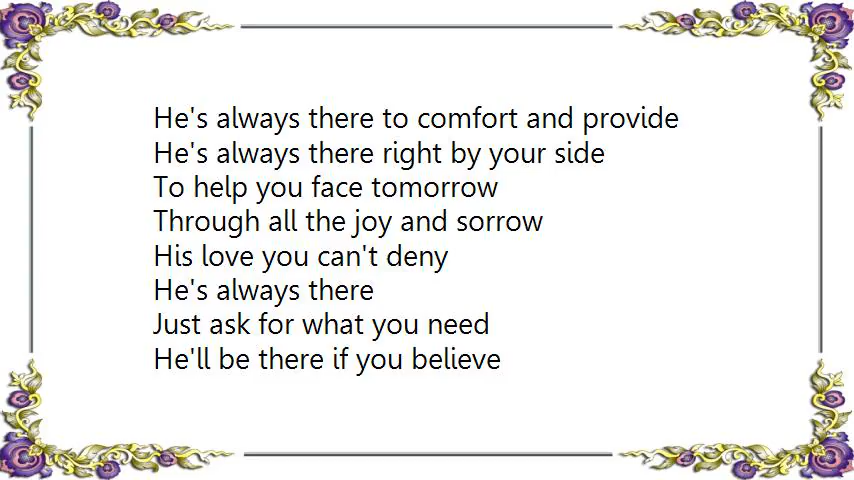 He's always there to comfort and provide
He's always there right by your side
To help you face tomorrow
Through all the joy and sorrow
His love you can't deny
He's always there
Just ask for what you need
He'll be there if you believe